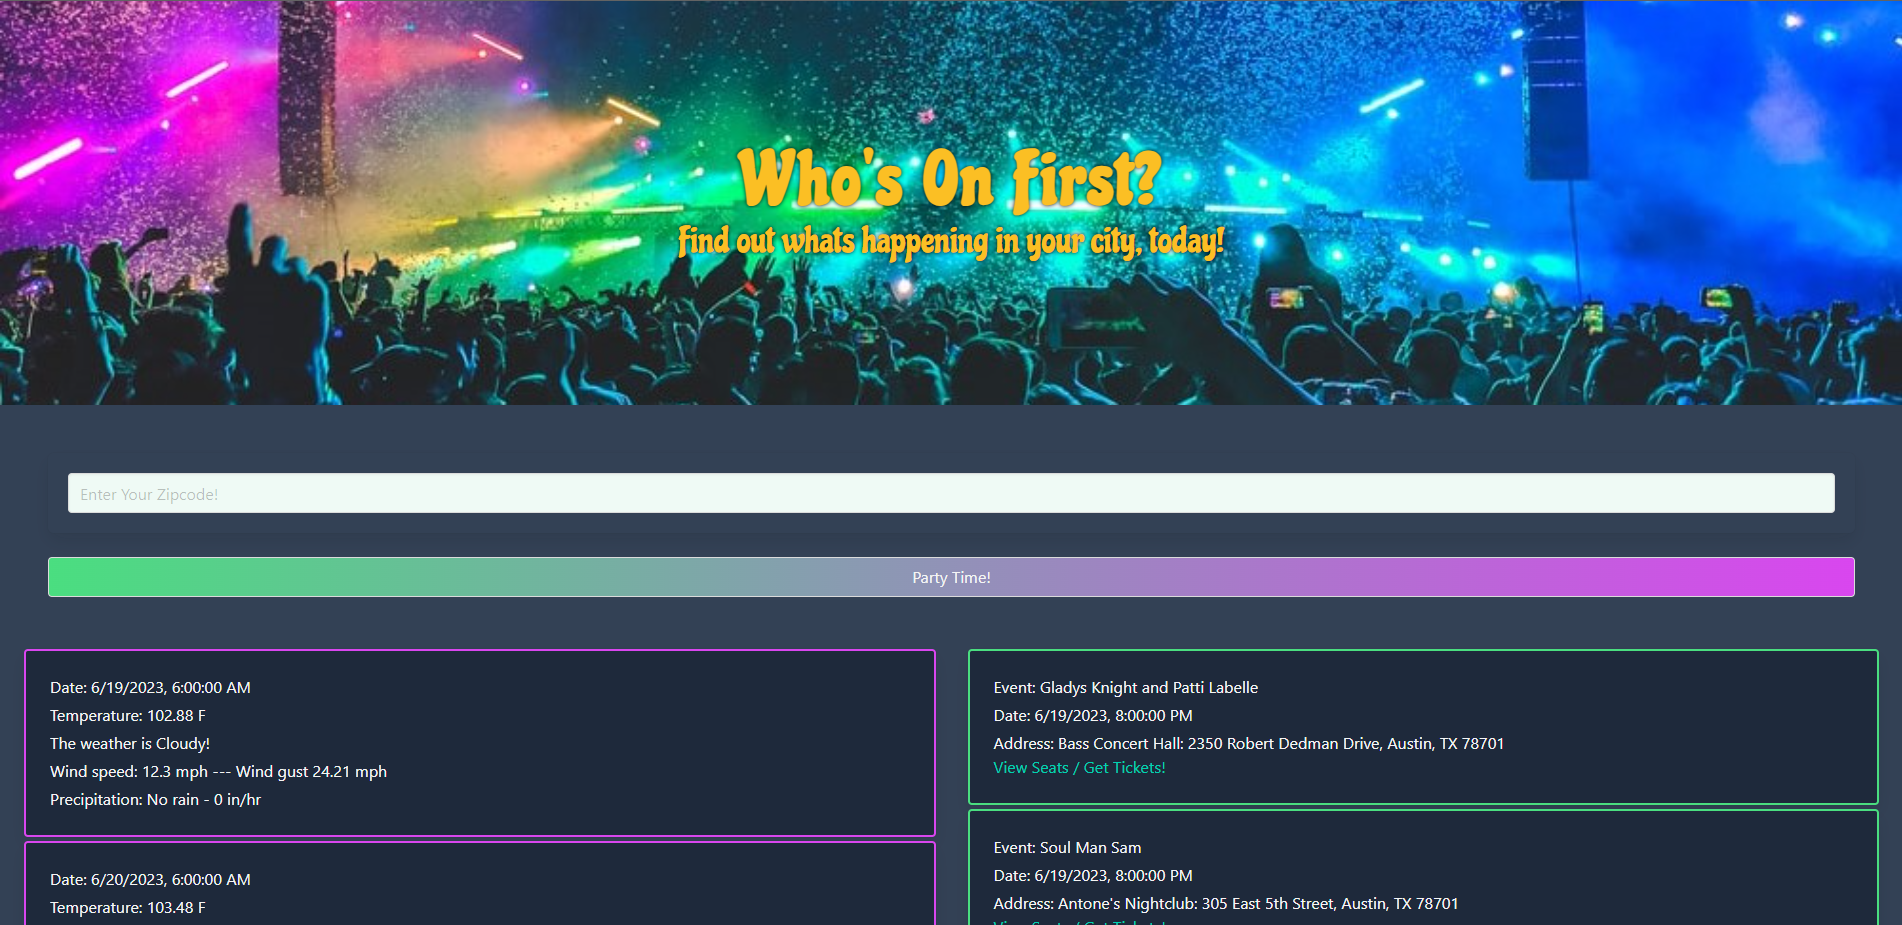 Who's On First?
Find out whats happening in your city, today!
Enter Your Zipcode!
Party Time!
Date: 6/19/2023, 6:00:00 AM
Temperature: 102.88 F
The weather is Cloudy!
Wind speed: 12.3 mph --- Wind gust 24.21 mph
Precipitation: No rain - 0 in/hr
Date: 6/20/2023, 6:00:00 AM
Temperature: 103.48 F
Event: Gladys Knight and Patti Labelle
Date: 6/19/2023, 8:00:00 PM
Address: Bass Concert Hall: 2350 Robert Dedman Drive, Austin, TX 78701
View Seats / Get Tickets!
Event: Soul Man Sam
Date: 6/19/2023, 8:00:00 PM
Address: Antone's Nightclub: 305 East 5th Street, Austin, TX 78701
View Seats / Get Tickets!